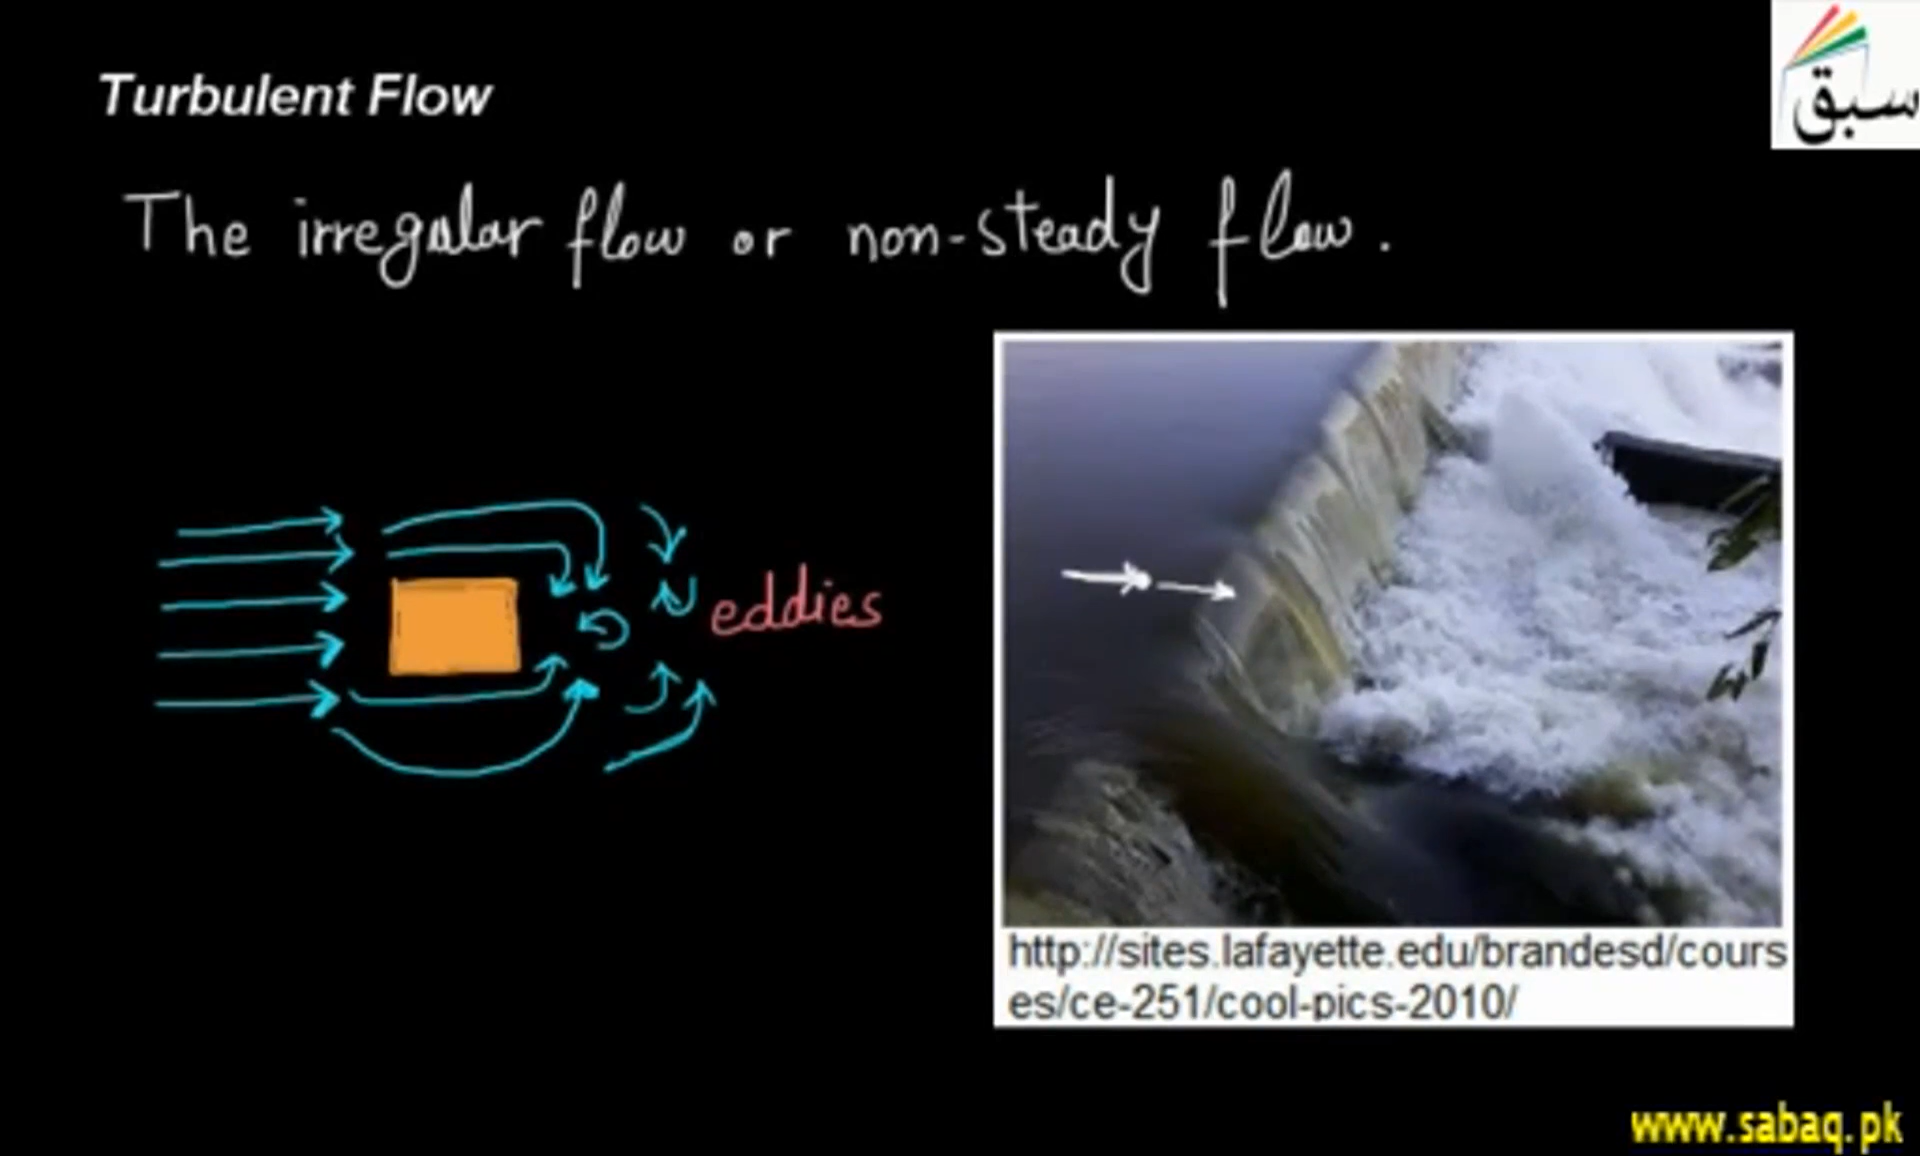 سبق
Turbulent Flow
The irregular flow or non-steady flow.
eddies
http://sites.lafayette.edu/brandesd/cours
es/ce-251/cool-pics-2010/
www.sabaq.pk